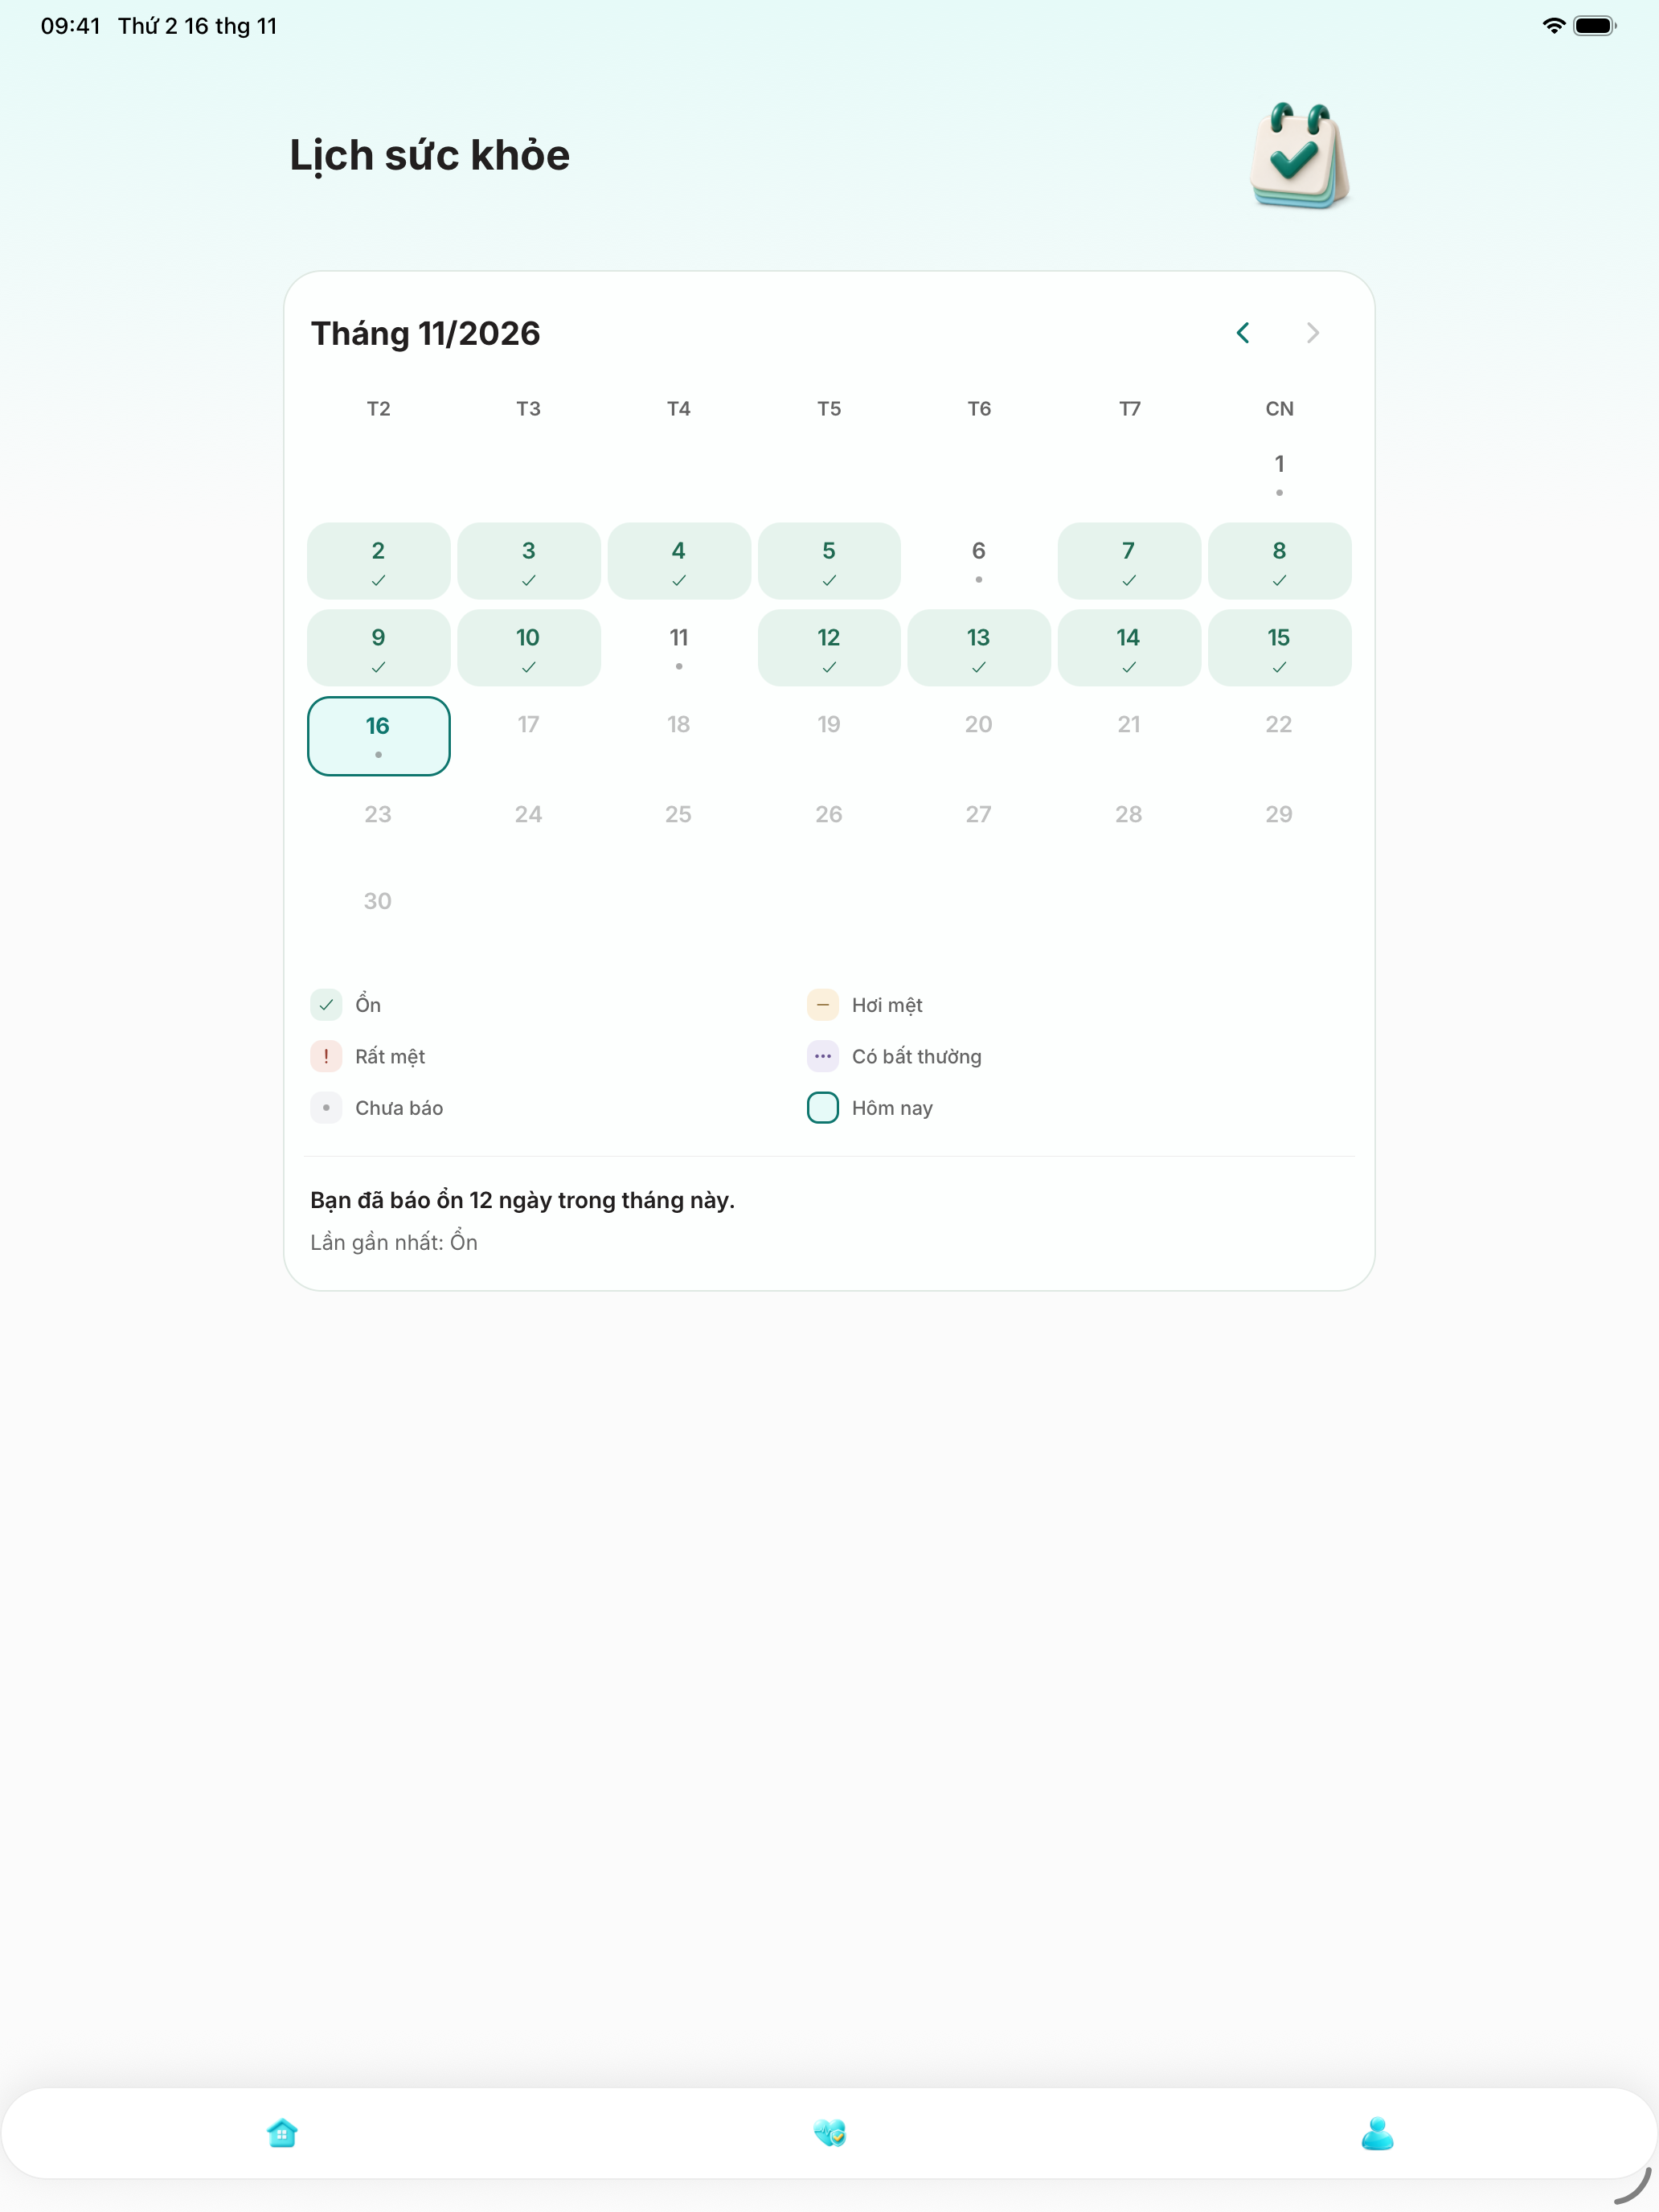 09:41 Thứ 2 16 thg 11
Lịch sức khỏe
Tháng 11/2026
T2 T3 T4 T5 T6 T7 CN
1
2 3 4 5 6 7 8
9 10 11 12 13 14 15
16 17 18 19 20 21 22
23 24 25 26 27 28 29
30
Ổn Hơi mệt
Rất mệt Có bất thường
Chưa báo Hôm nay
Bạn đã báo ổn 12 ngày trong tháng này.
Lần gần nhất: Ổn